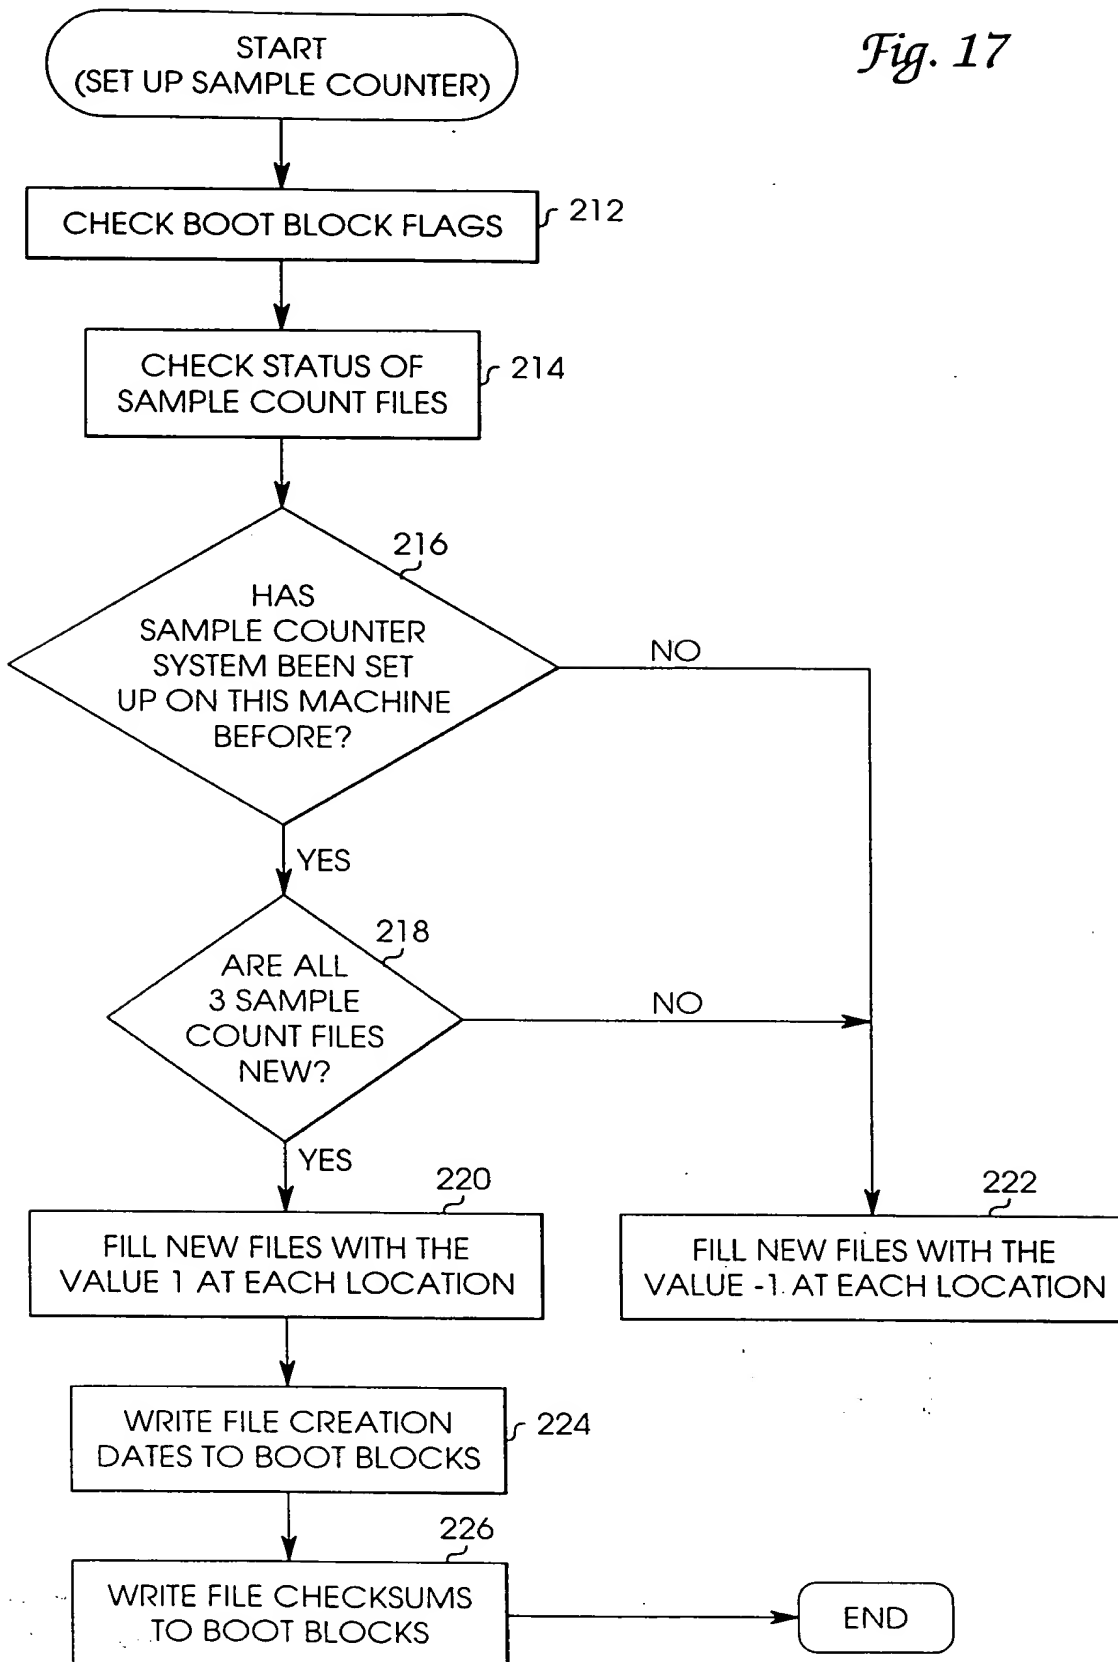 Fig. 17
START
(SET UP SAMPLE COUNTER)
CHECK BOOT BLOCK FLAGS
212
CHECK STATUS OF
SAMPLE COUNT FILES
214
216
HAS
SAMPLE COUNTER
SYSTEM BEEN SET
UP ON THIS MACHINE
BEFORE?
NO
YES
218
ARE ALL
3 SAMPLE
COUNT FILES
NEW?
NO
YES
220
FILL NEW FILES WITH THE
VALUE 1 AT EACH LOCATION
222
FILL NEW FILES WITH THE
VALUE -1 AT EACH LOCATION
WRITE FILE CREATION
DATES TO BOOT BLOCKS
224
226
WRITE FILE CHECKSUMS
TO BOOT BLOCKS
END